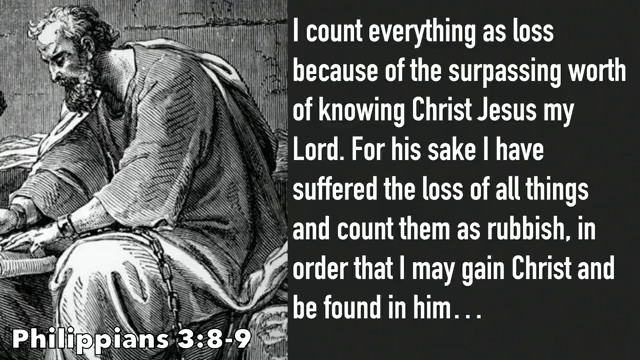 I count everything as loss
because of the surpassing worth
of knowing Christ Jesus my
Lord. For his sake I have
suffered the loss of all things
and count them as rubbish, in
order that I may gain Christ and
be found in him...
Philippians 3:8-9